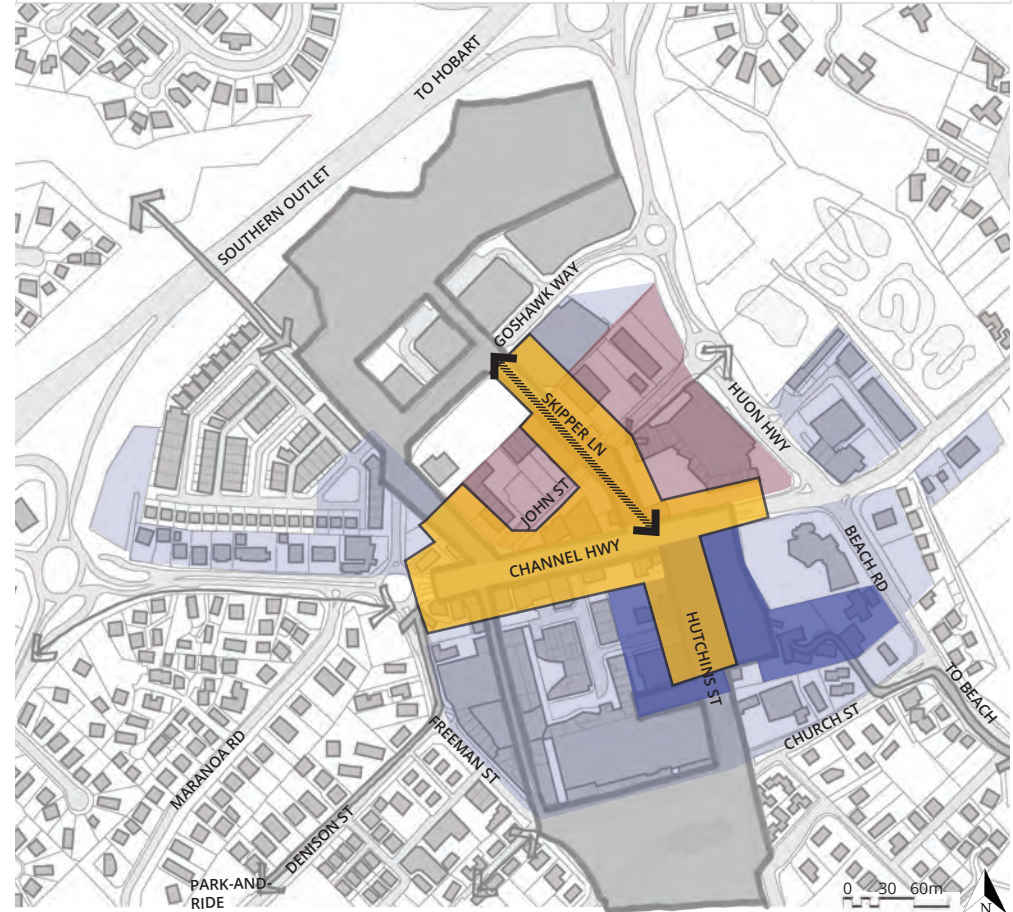 TO HOBART
SOUTHERN OUTLET
GOSHAWK WAY
SKIPPER LN
HUON HWY
JOHN ST
CHANNEL HWY
BEACH RD
HUTCHINS ST
TO BEACH
CHURCH ST
FREEMAN ST
MARANOA RD
DENISON ST
PARK-AND-
RIDE
0 30 60m
N